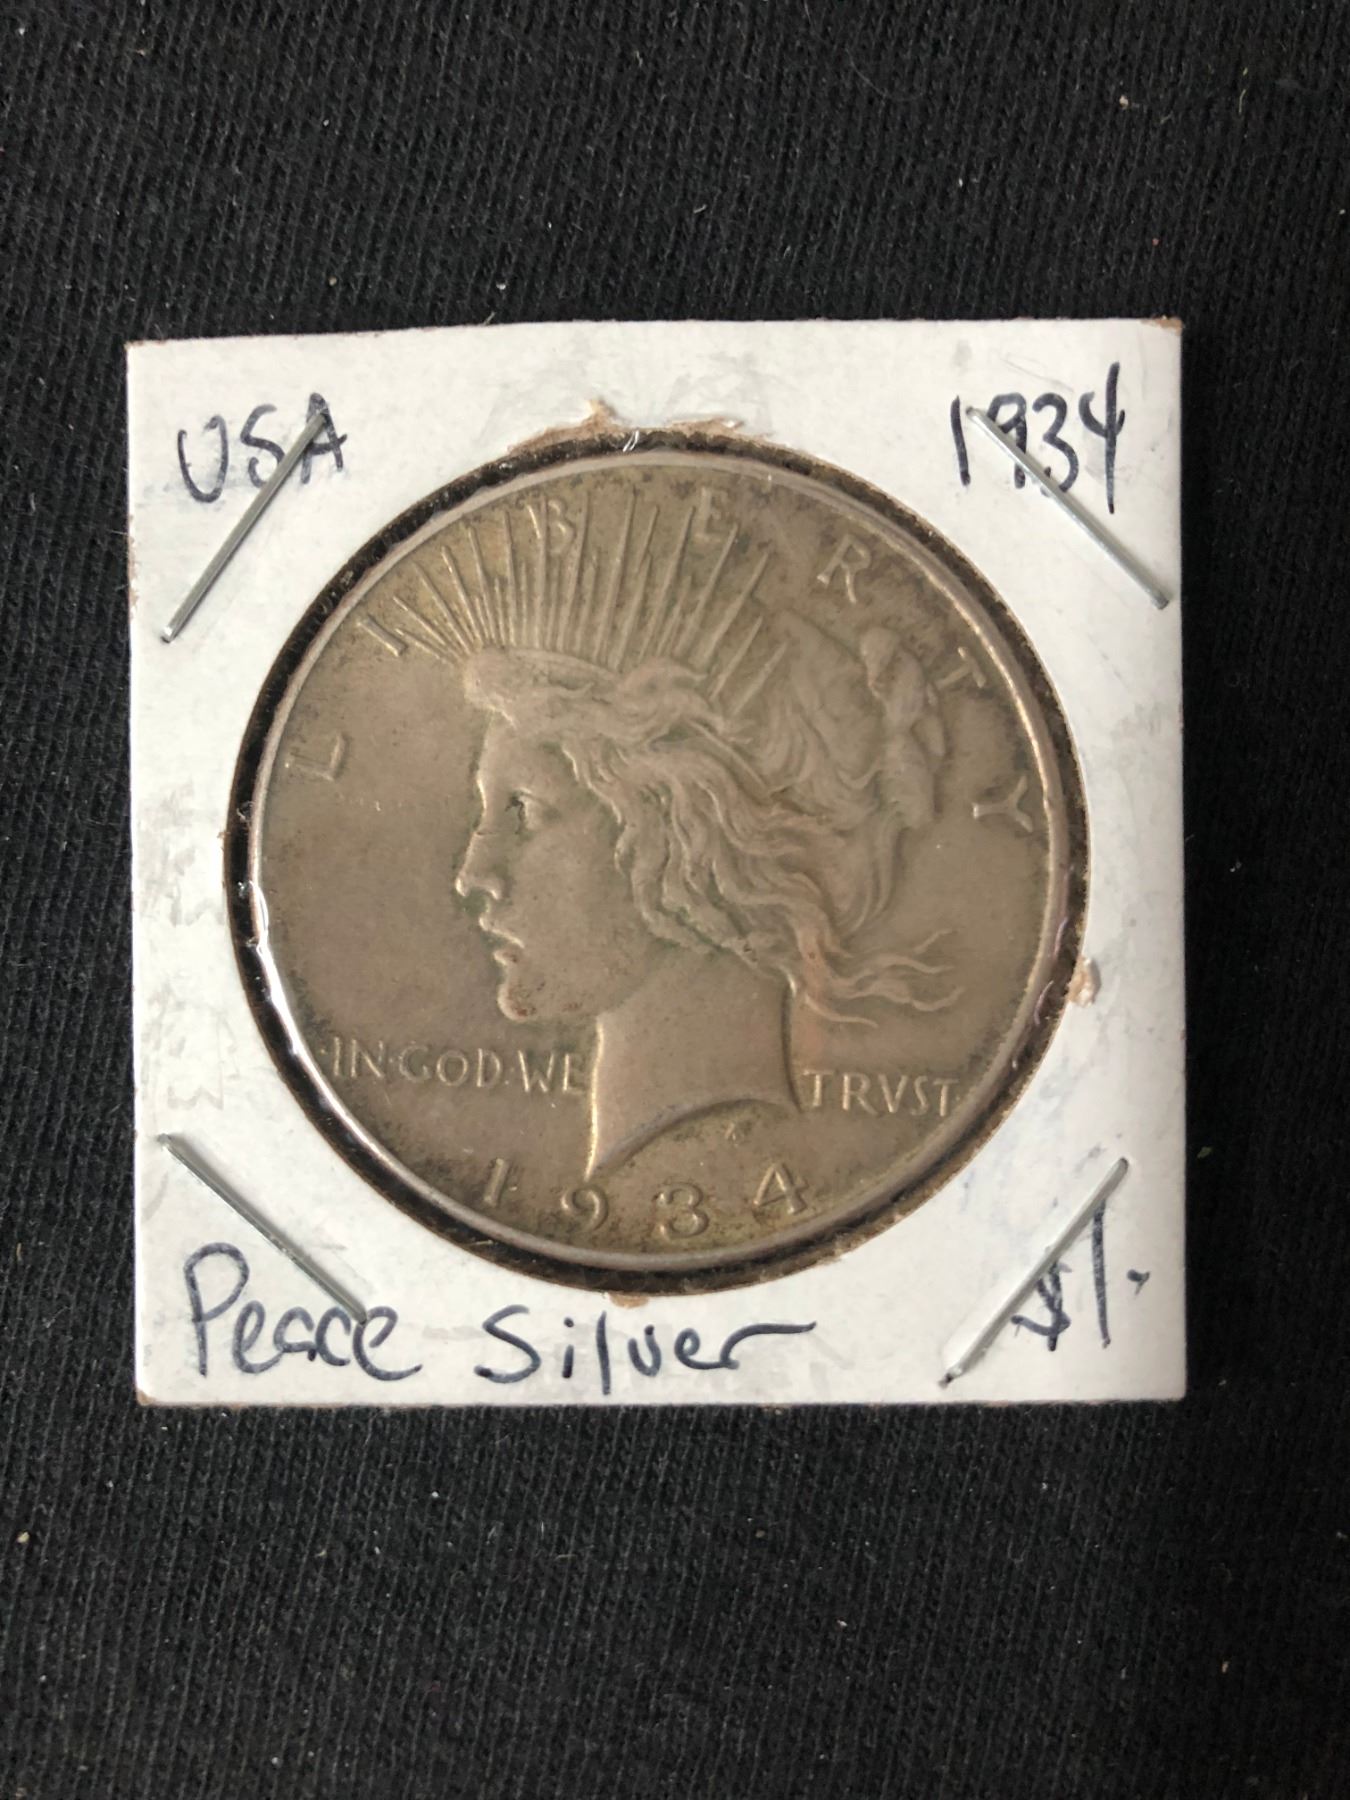 USA 1934
LIBERTY
IN·GOD·WE TRVST·
1934
Peace Silver $1.